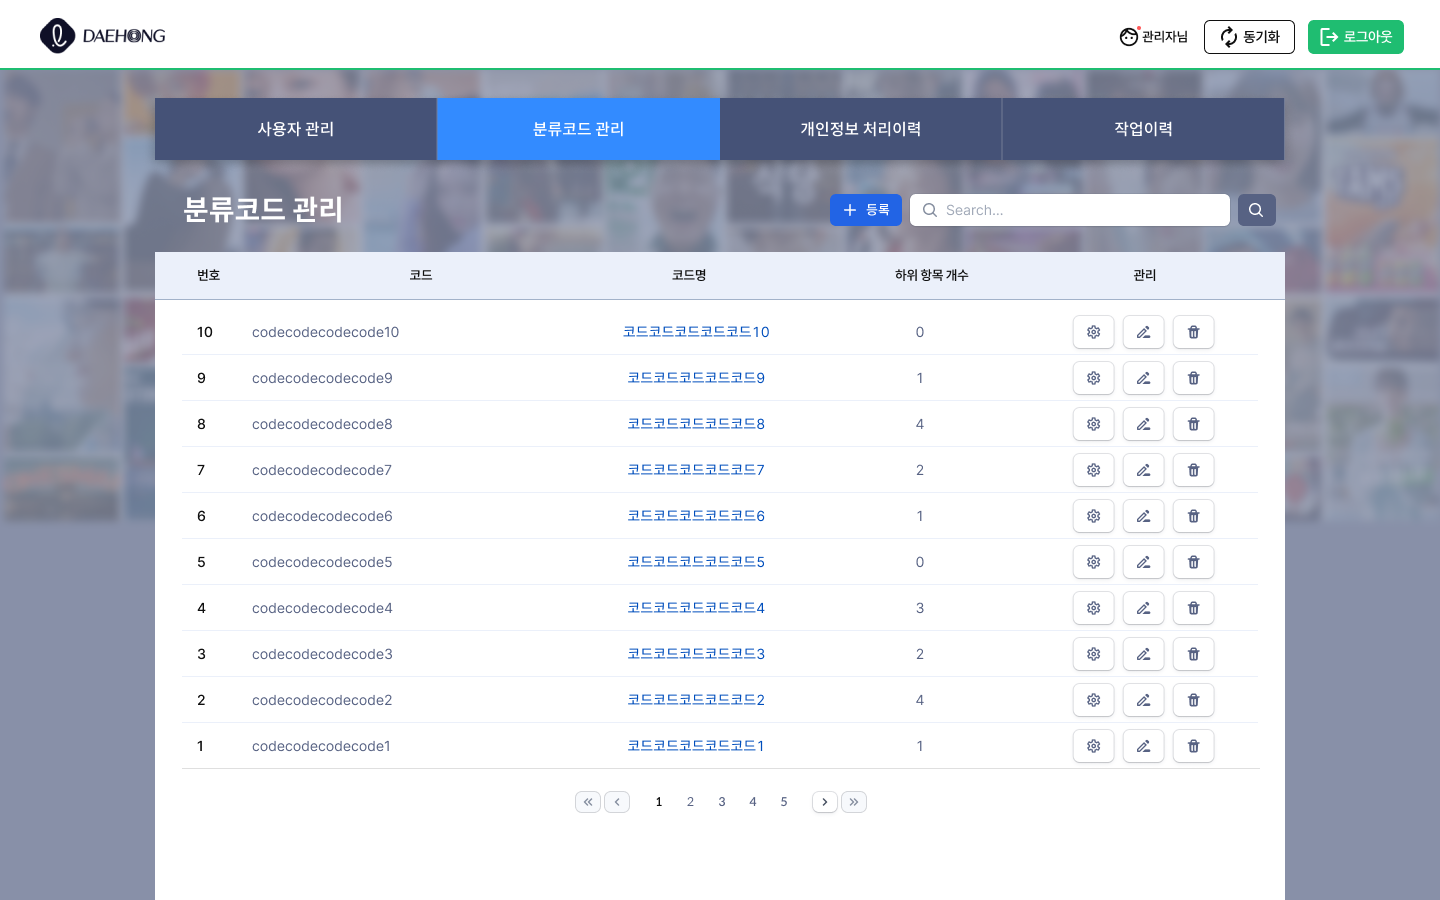 DAEHONG
관리자님
동기화
로그아웃
사용자 관리
분류코드 관리
개인정보 처리이력
작업이력
분류코드 관리
등록
Search...
번호 코드 코드명 하위 항목 개수 관리
10 codecodecodecode10 코드코드코드코드코드10 0
9 codecodecodecode9 코드코드코드코드코드9 1
8 codecodecodecode8 코드코드코드코드코드8 4
7 codecodecodecode7 코드코드코드코드코드7 2
6 codecodecodecode6 코드코드코드코드코드6 1
5 codecodecodecode5 코드코드코드코드코드5 0
4 codecodecodecode4 코드코드코드코드코드4 3
3 codecodecodecode3 코드코드코드코드코드3 2
2 codecodecodecode2 코드코드코드코드코드2 4
1 codecodecodecode1 코드코드코드코드코드1 1
1 2 3 4 5